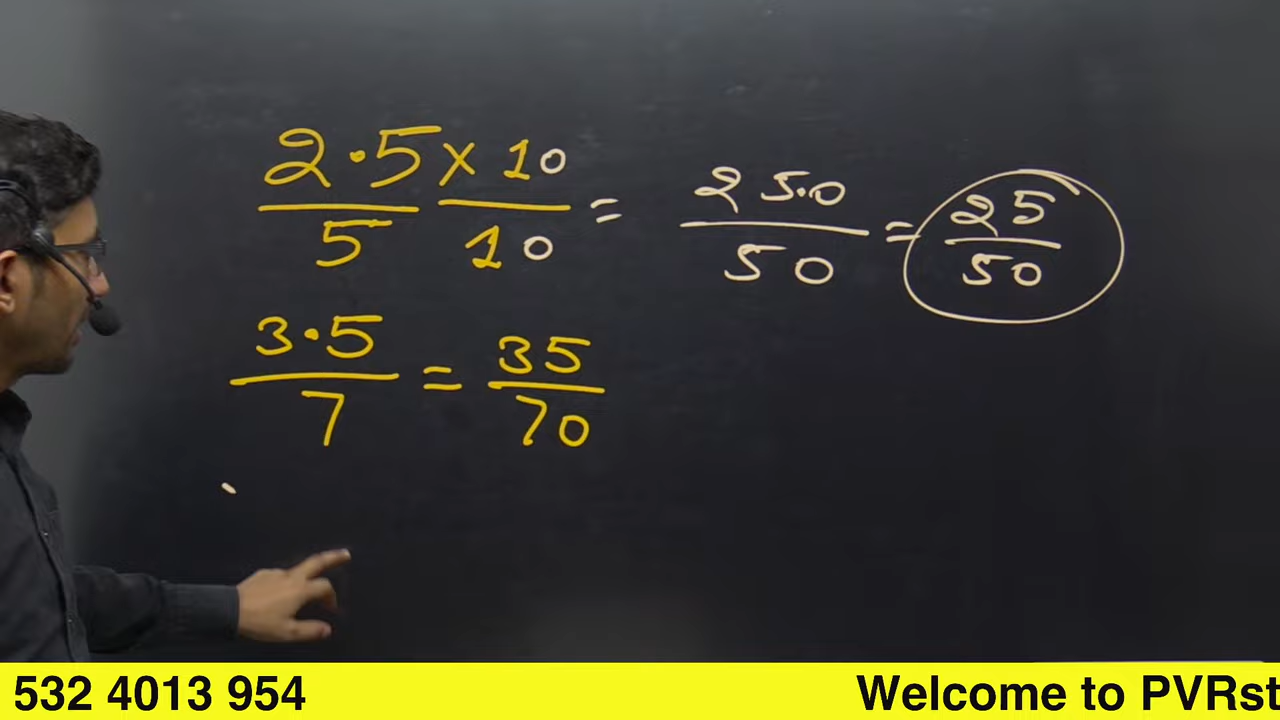 2.5/5 × 10/10 = 25.0/50 = 25/50
3.5/7 = 35/70
532 4013 954
Welcome to PVRst